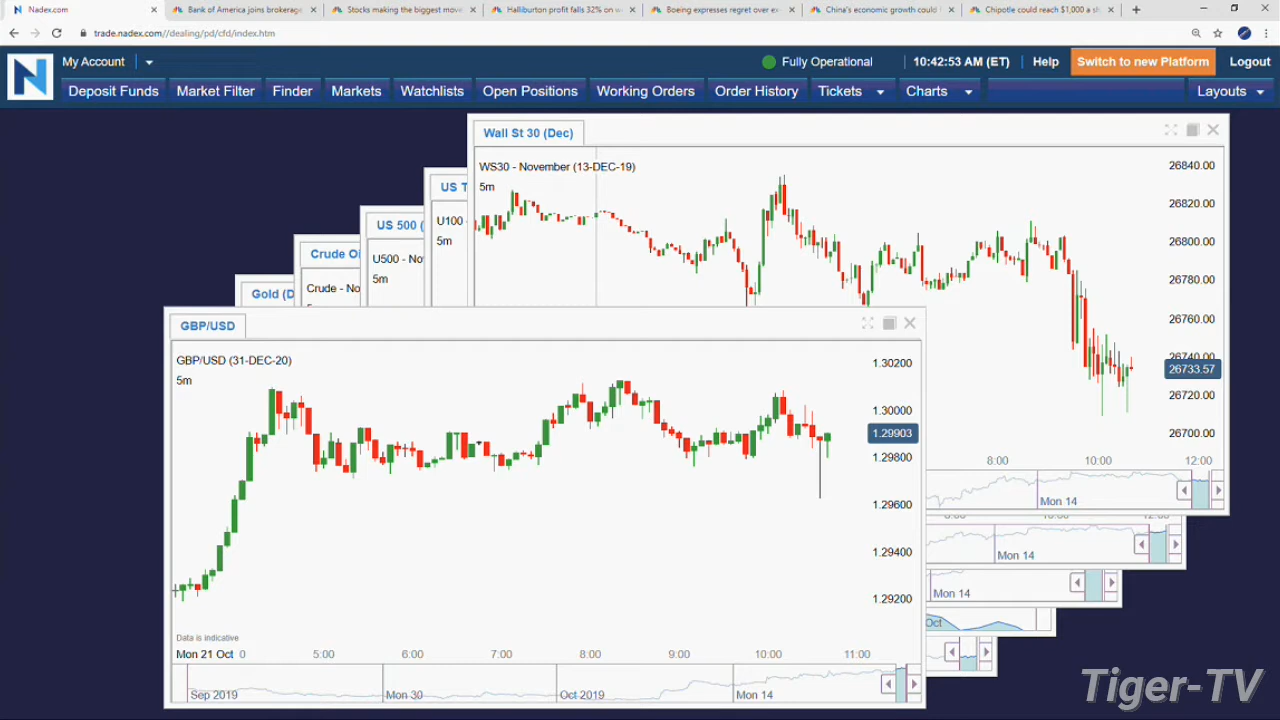 Nadex.com
Bank of America joins brokerage
Stocks making the biggest move
Halliburton profit falls 32% on w
Boeing expresses regret over ex
China's economic growth could
Chipotle could reach $1,000 a sh
trade.nadex.com//dealing/pd/cfd/index.htm
My Account
Fully Operational
10:42:53 AM (ET)
Help
Switch to new Platform
Logout
N
Deposit Funds
Market Filter
Finder
Markets
Watchlists
Open Positions
Working Orders
Order History
Tickets
Charts
Layouts
Wall St 30 (Dec)
WS30 - November (13-DEC-19)
5m
26840.00
26820.00
26800.00
26780.00
26760.00
26740.00
26733.57
26720.00
26700.00
8:00
10:00
12:00
Mon 14
US T
U100 -
5m
US 500 (
U500 - Nov
5m
Crude Oi
Crude - No
Gold (D
GBP/USD
GBP/USD (31-DEC-20)
5m
1.30200
1.30000
1.29903
1.29800
1.29600
1.29400
1.29200
Data is indicative
Mon 21 Oct
0
5:00
6:00
7:00
8:00
9:00
10:00
11:00
Sep 2019
Mon 30
Oct 2019
Mon 14
8:00
10:00
12:00
Mon 14
Mon 14
Oct
Tiger-TV